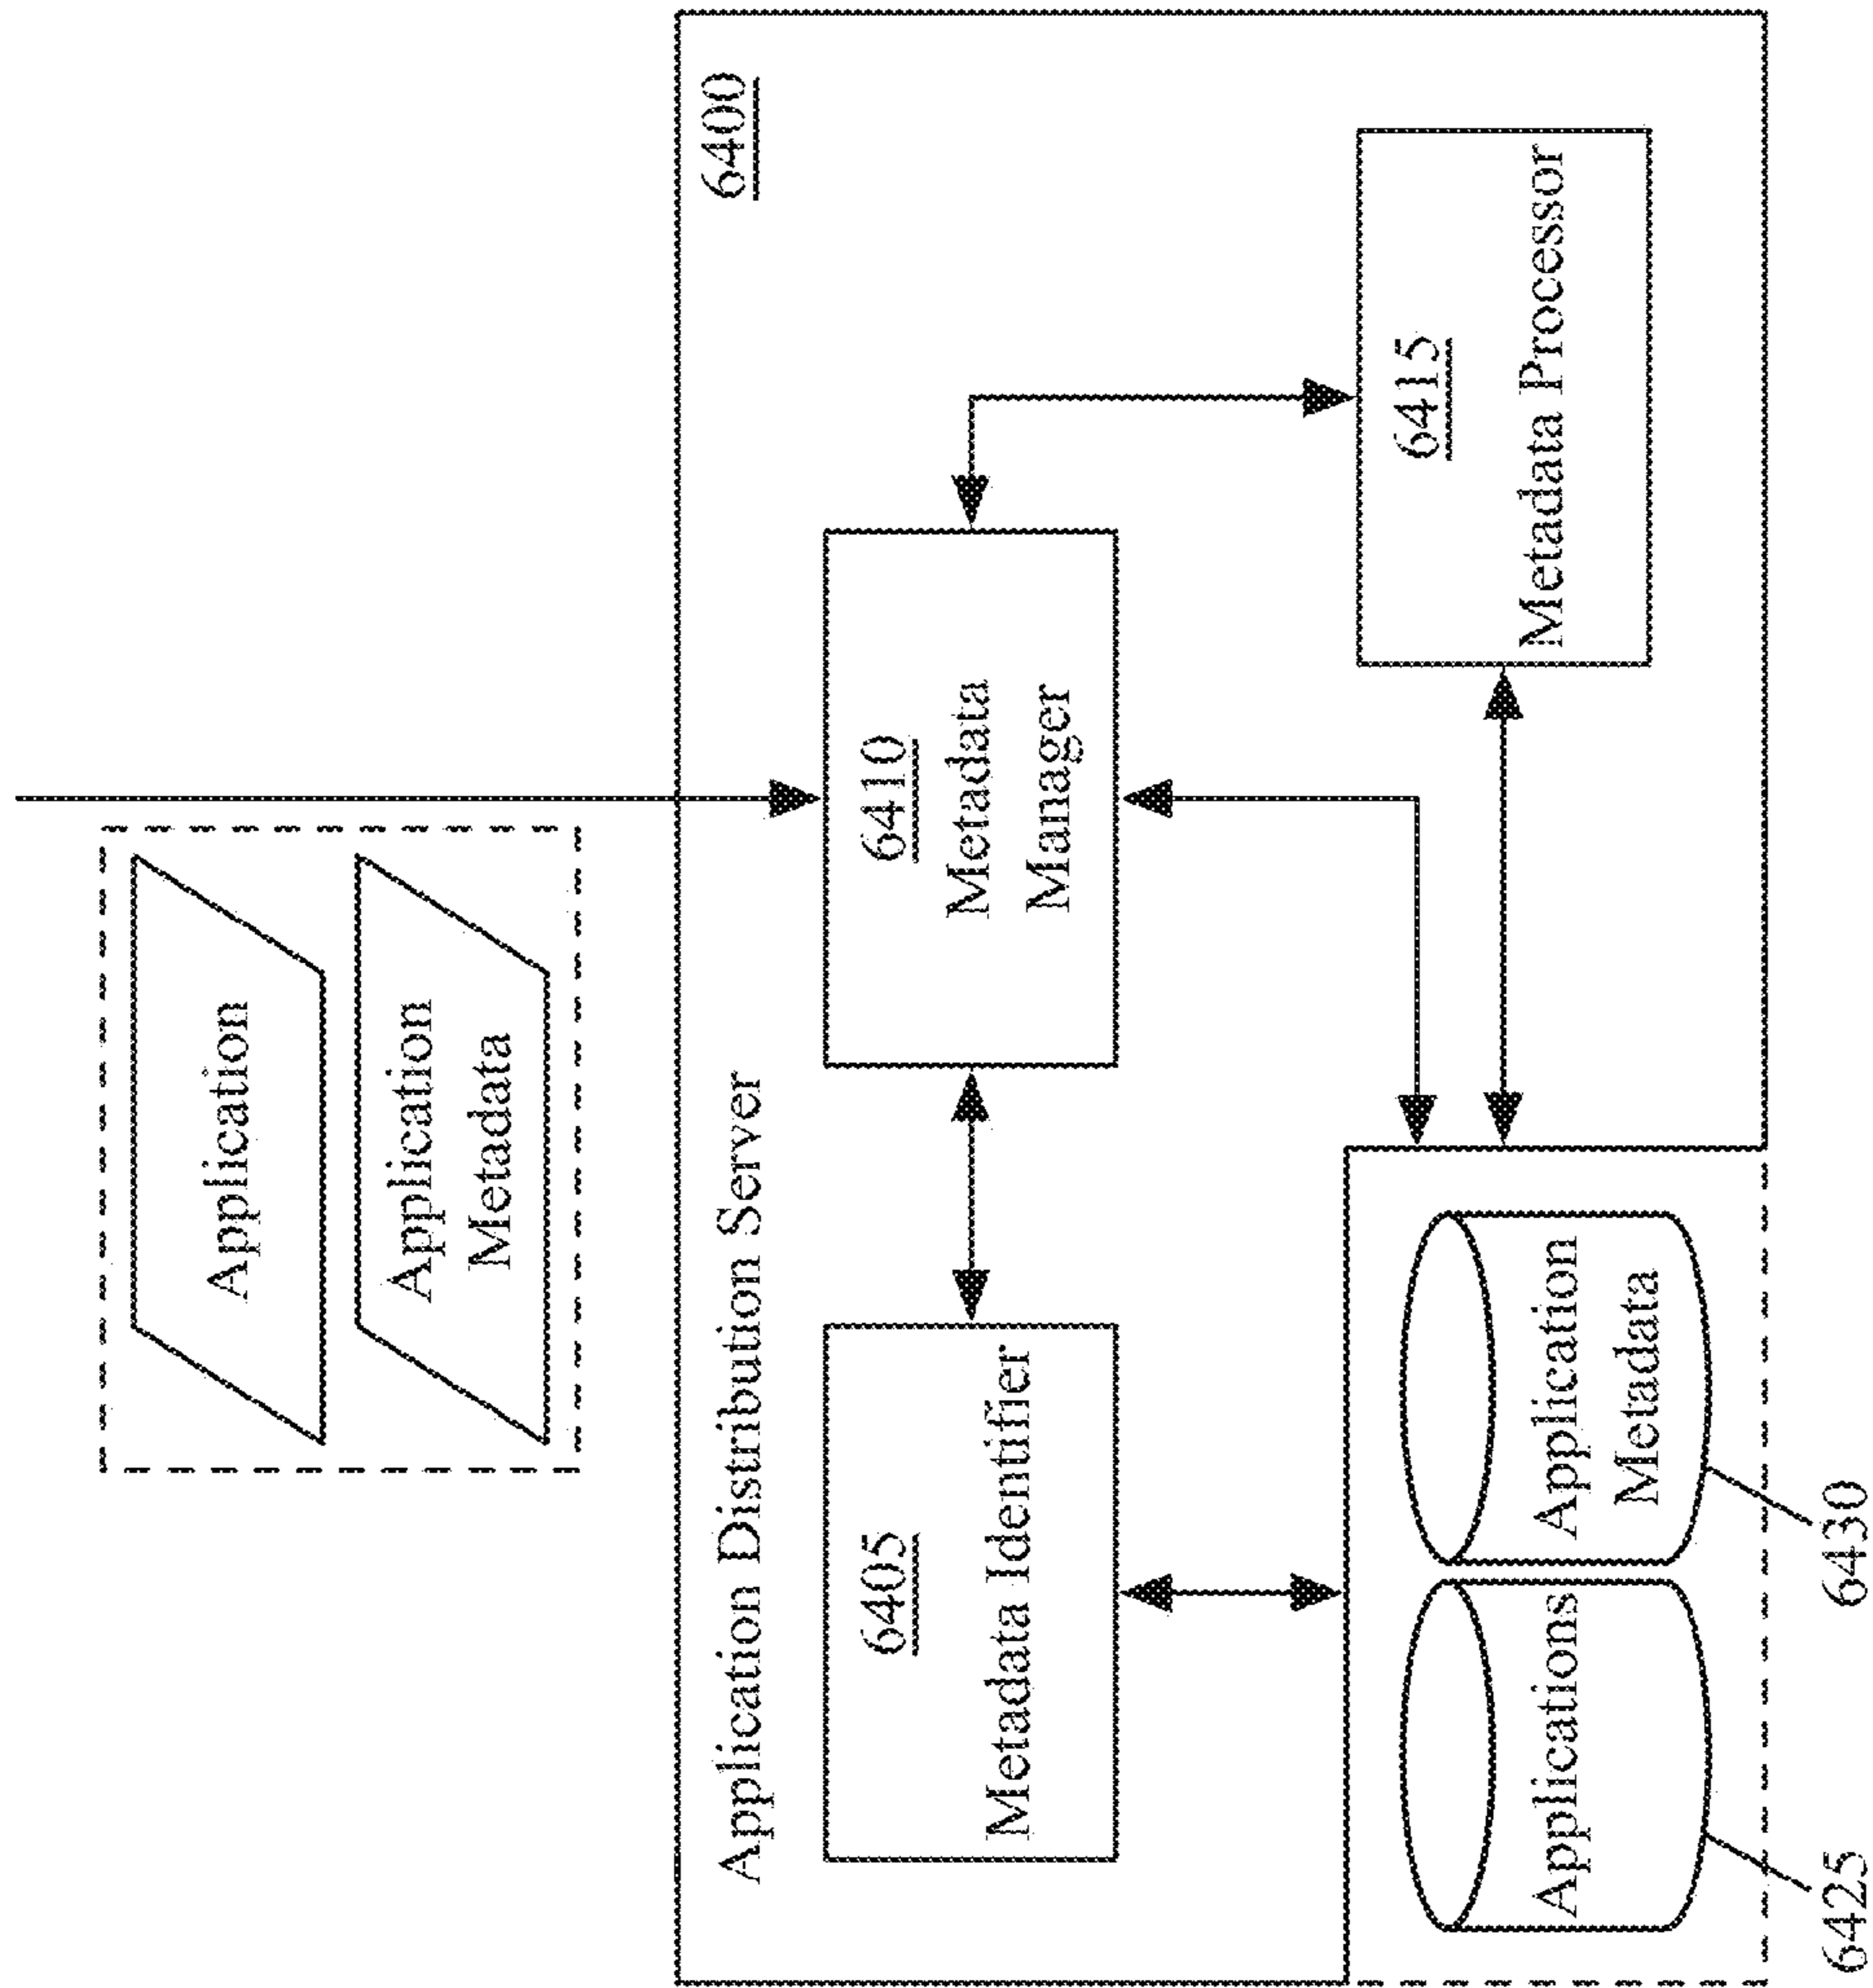 Application
Application
Metadata
Application Distribution Server
6400
6405
Metadata Identifier
6410
Metadata
Manager
6415
Metadata Processor
Applications
Application
Metadata
6425
6430